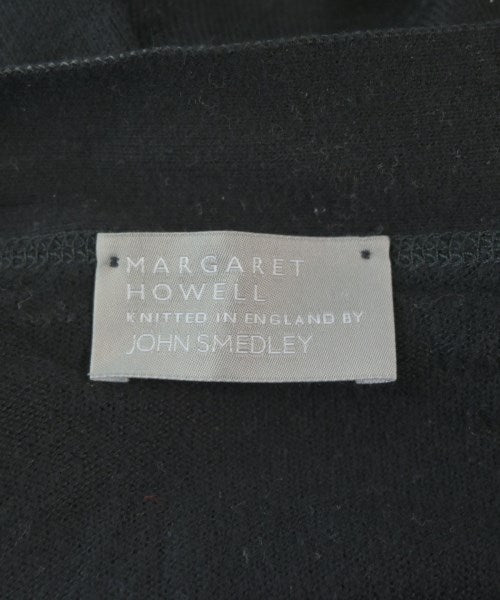 MARGARET
HOWELL
KNITTED IN ENGLAND BY
JOHN SMEDLEY